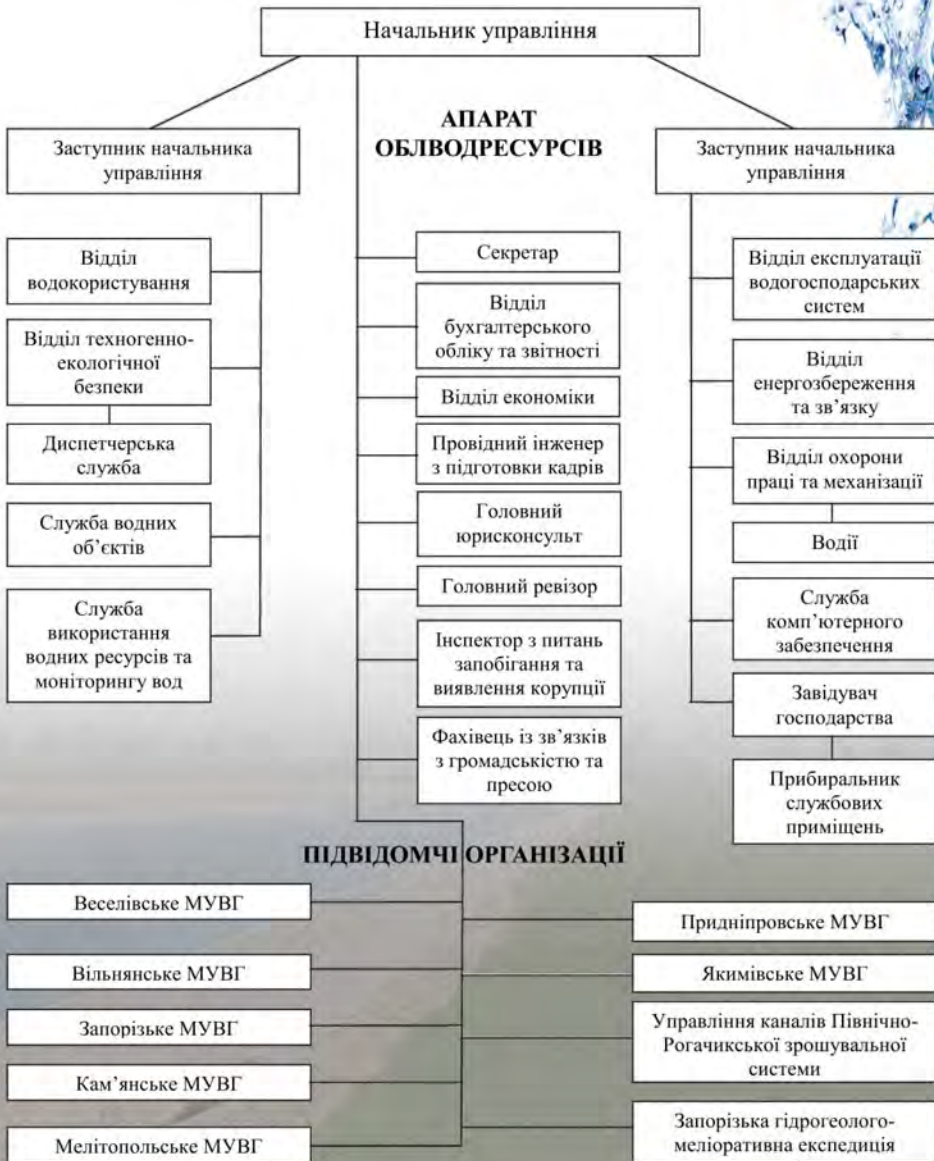 Начальник управління
АПАРАТ
ОБЛВОДРЕСУРСІВ
Заступник начальника
управління
Заступник начальника
управління
Відділ
водокористування
Відділ техногенно-
екологічної
безпеки
Диспетчерська
служба
Служба водних
об’єктів
Служба
використання
водних ресурсів та
моніторингу вод
Секретар
Відділ
бухгалтерського
обліку та звітності
Відділ економіки
Провідний інженер
з підготовки кадрів
Головний
юрисконсульт
Головний ревізор
Інспектор з питань
запобігання та
виявлення корупції
Фахівець із зв’язків
з громадськістю та
пресою
Відділ експлуатації
водогосподарських
систем
Відділ
енергозбереження
та зв’язку
Відділ охорони
праці та механізації
Водії
Служба
комп’ютерного
забезпечення
Завідувач
господарства
Прибиральник
службових
приміщень
ПІДВІДОМЧІ ОРГАНІЗАЦІЇ
Веселівське МУВГ
Вільнянське МУВГ
Запорізьке МУВГ
Кам’янське МУВГ
Мелітопольське МУВГ
Придніпровське МУВГ
Якимівське МУВГ
Управління каналів Північно-
Рогачикської зрошувальної
системи
Запорізька гідрогеолого-
меліоративна експедиція